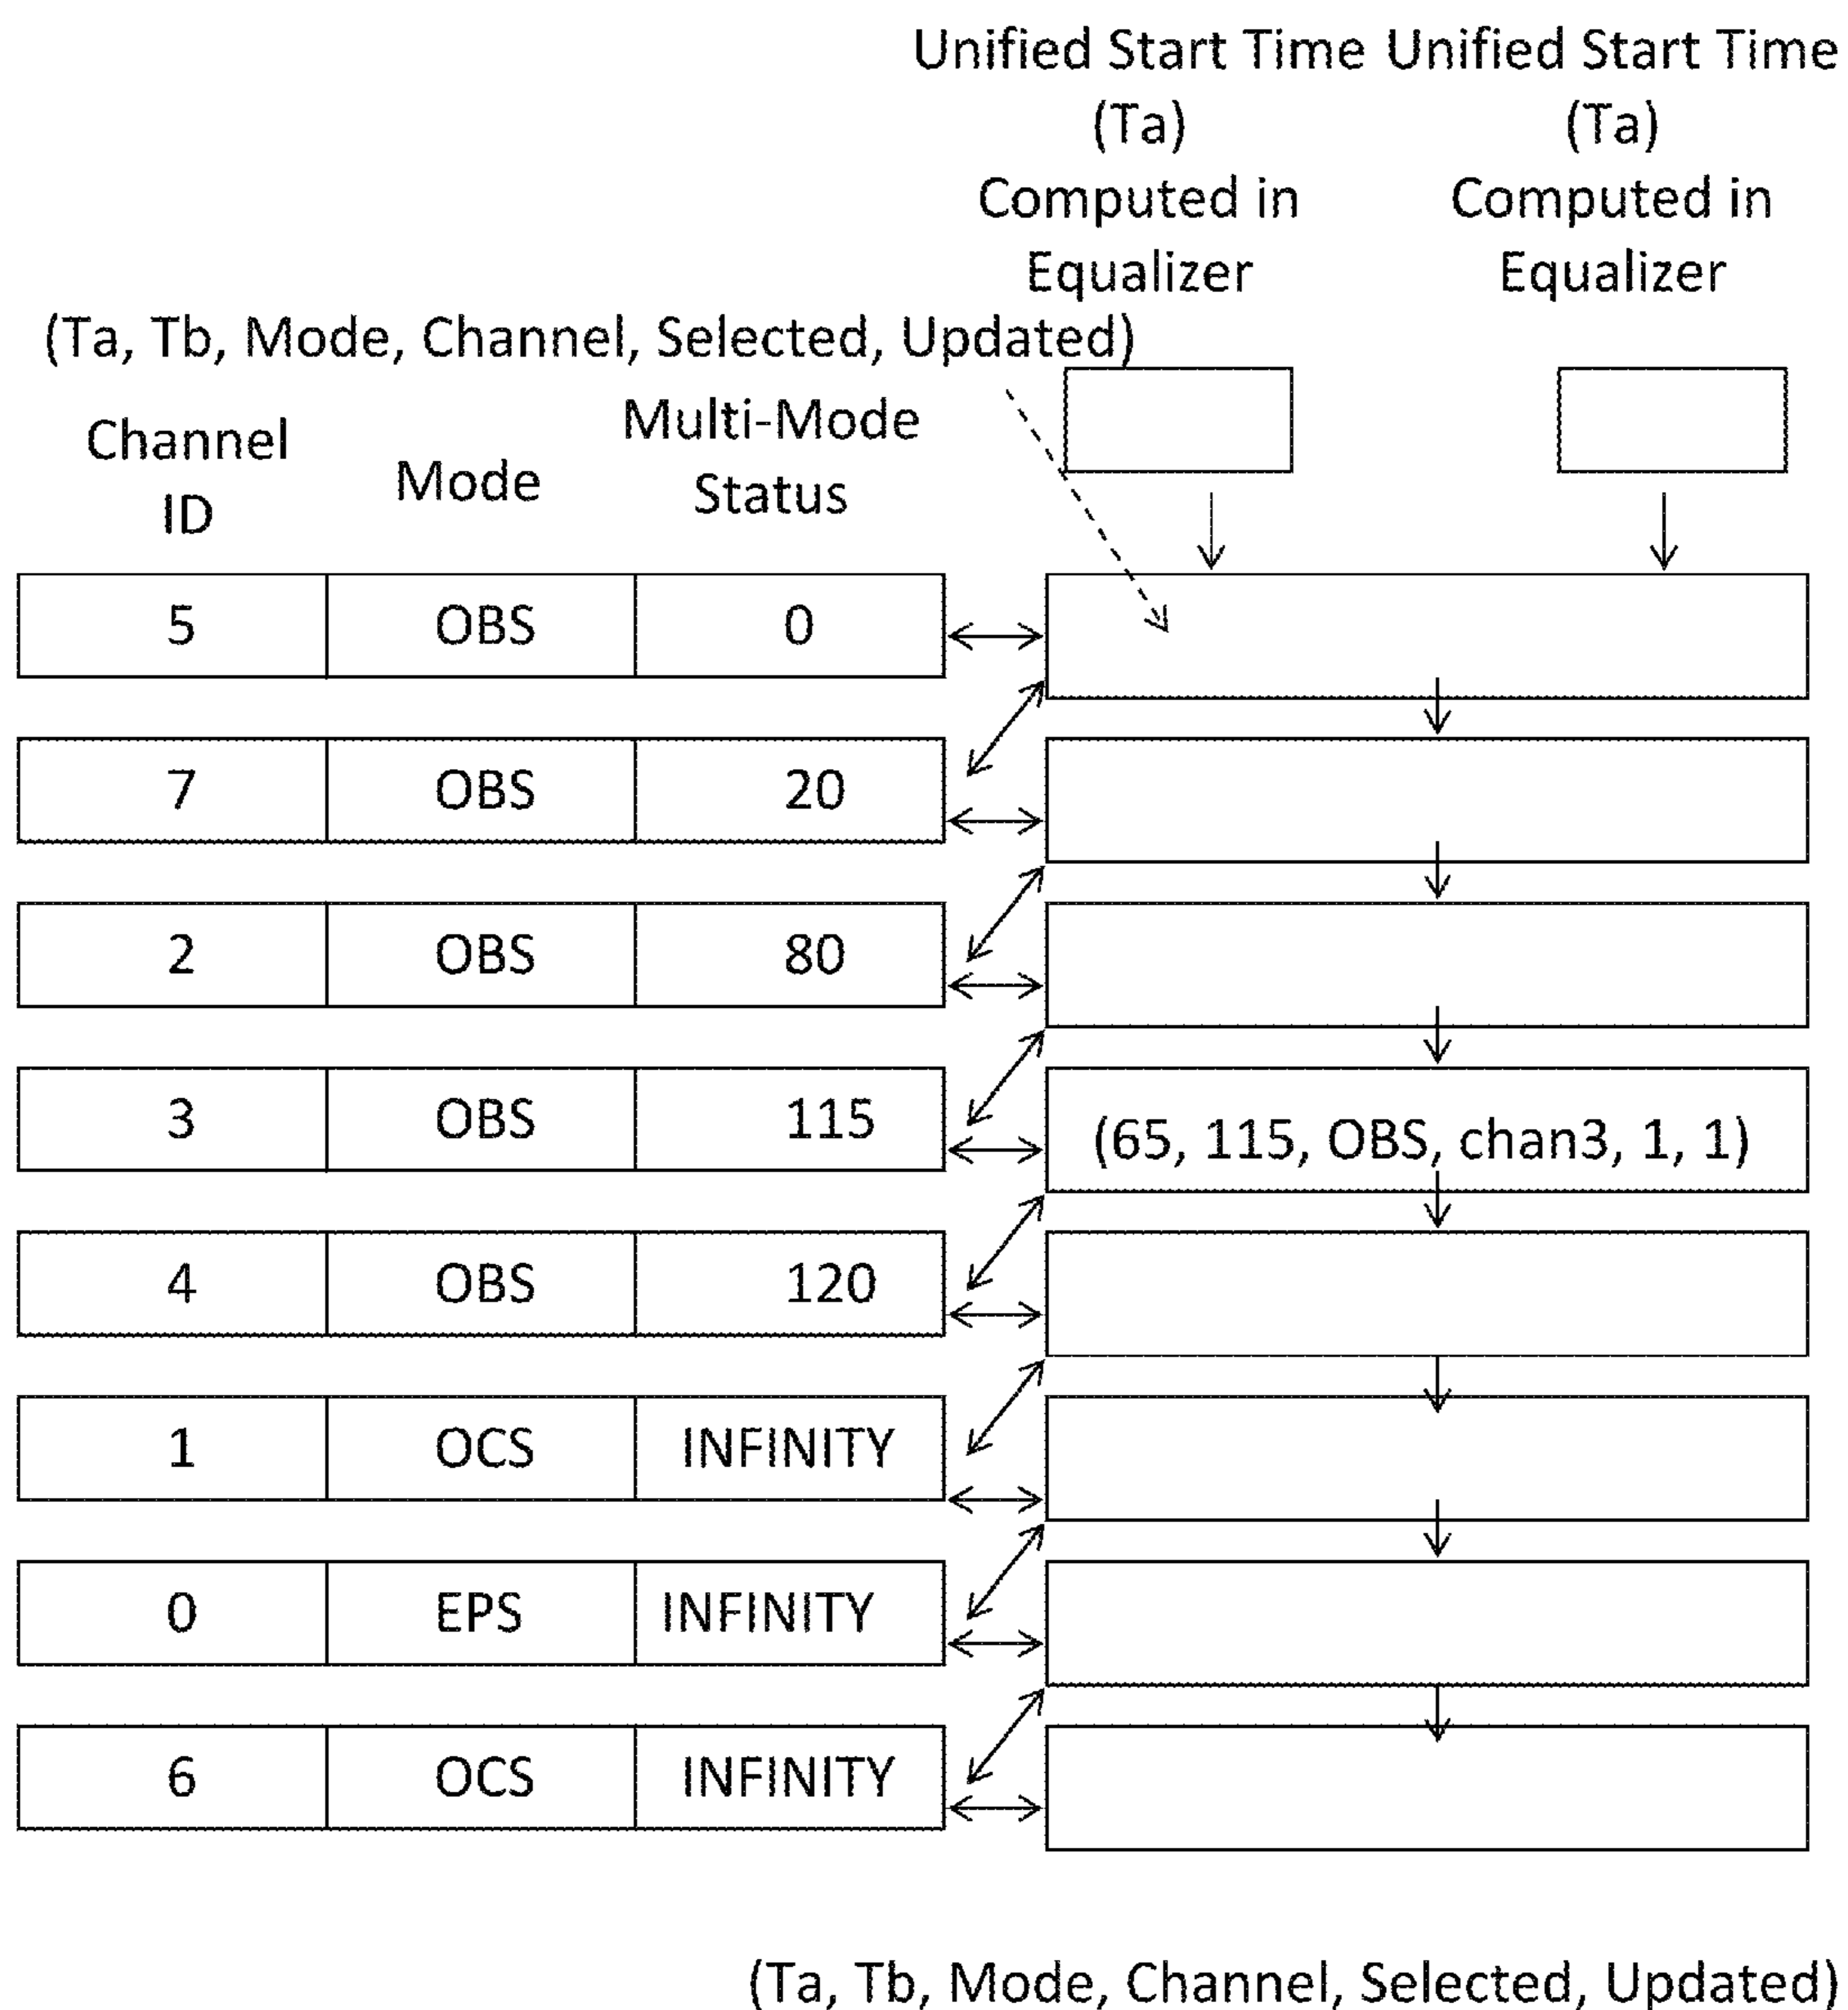 Unified Start Time Unified Start Time
(Ta) (Ta)
Computed in Computed in
Equalizer Equalizer
(Ta, Tb, Mode, Channel, Selected, Updated)
Channel
ID
Mode
Multi-Mode
Status
5 OBS 0
7 OBS 20
2 OBS 80
3 OBS 115 (65, 115, OBS, chan3, 1, 1)
4 OBS 120
1 OCS INFINITY
0 EPS INFINITY
6 OCS INFINITY
(Ta, Tb, Mode, Channel, Selected, Updated)